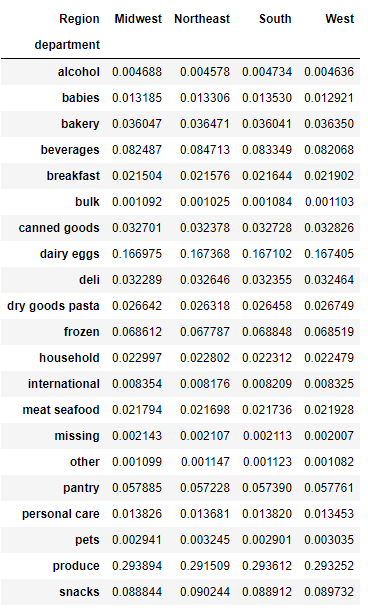 Region Midwest Northeast South West
department
alcohol 0.004688 0.004578 0.004734 0.004636
babies 0.013185 0.013306 0.013530 0.012921
bakery 0.036047 0.036471 0.036041 0.036350
beverages 0.082487 0.084713 0.083349 0.082068
breakfast 0.021504 0.021576 0.021644 0.021902
bulk 0.001092 0.001025 0.001084 0.001103
canned goods 0.032701 0.032378 0.032728 0.032826
dairy eggs 0.166975 0.167368 0.167102 0.167405
deli 0.032289 0.032646 0.032355 0.032464
dry goods pasta 0.026642 0.026318 0.026458 0.026749
frozen 0.068612 0.067787 0.068848 0.068519
household 0.022997 0.022802 0.022312 0.022479
international 0.008354 0.008176 0.008209 0.008325
meat seafood 0.021794 0.021698 0.021736 0.021928
missing 0.002143 0.002107 0.002113 0.002007
other 0.001099 0.001147 0.001123 0.001082
pantry 0.057885 0.057228 0.057390 0.057761
personal care 0.013826 0.013681 0.013820 0.013453
pets 0.002941 0.003245 0.002901 0.003035
produce 0.293894 0.291509 0.293612 0.293252
snacks 0.088844 0.090244 0.088912 0.089732